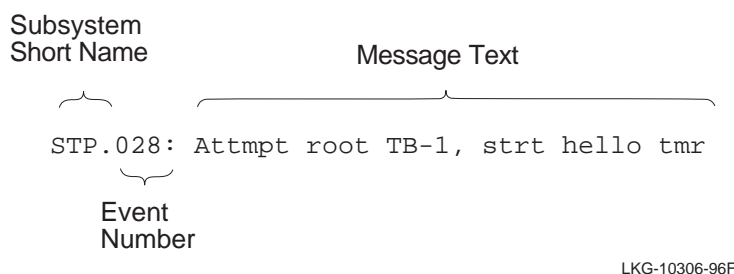 Subsystem
Short Name
Message Text
STP.028: Attmpt root TB-1, strt hello tmr
Event
Number
LKG-10306-96F